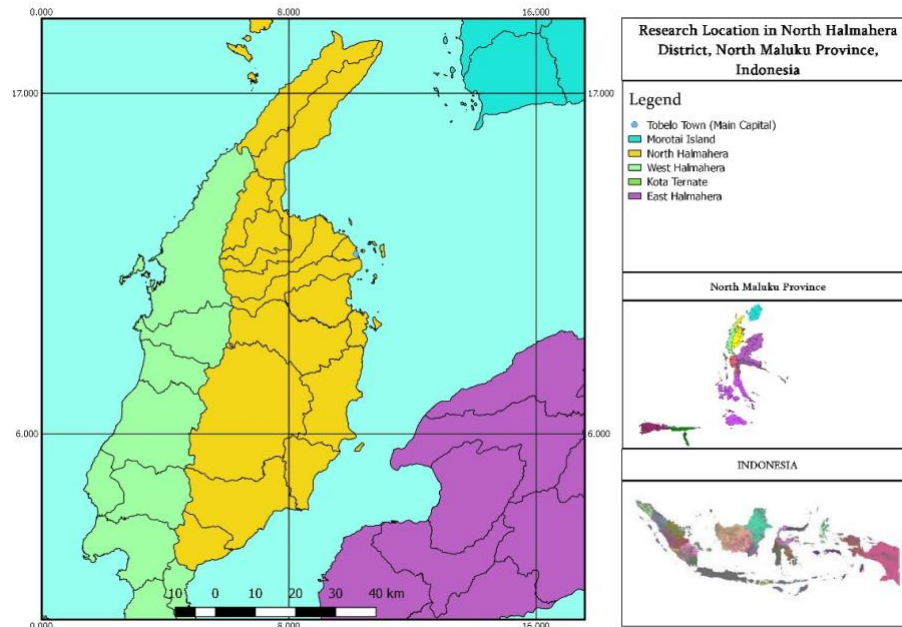 0.000 8.000 16.000
17.000 17.000
6.000 6.000
10 0 10 20 30 40 km
0.000 8.000 16.000
Research Location in North Halmahera
District, North Maluku Province,
Indonesia
Legend
Tobelo Town (Main Capital)
Morotai Island
North Halmahera
West Halmahera
Kota Ternate
East Halmahera
North Maluku Province
INDONESIA